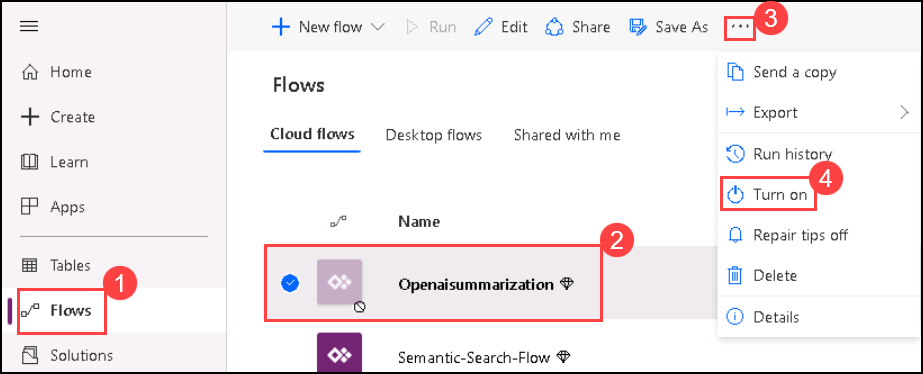 New flow
Run
Edit
Share
Save As
...
3
Home
Create
Learn
Apps
Tables
1
Flows
Solutions
Flows
Cloud flows
Desktop flows
Shared with me
Name
2
Openaisummarization
Semantic-Search-Flow
Send a copy
Export
Run history
4
Turn on
Repair tips off
Delete
Details